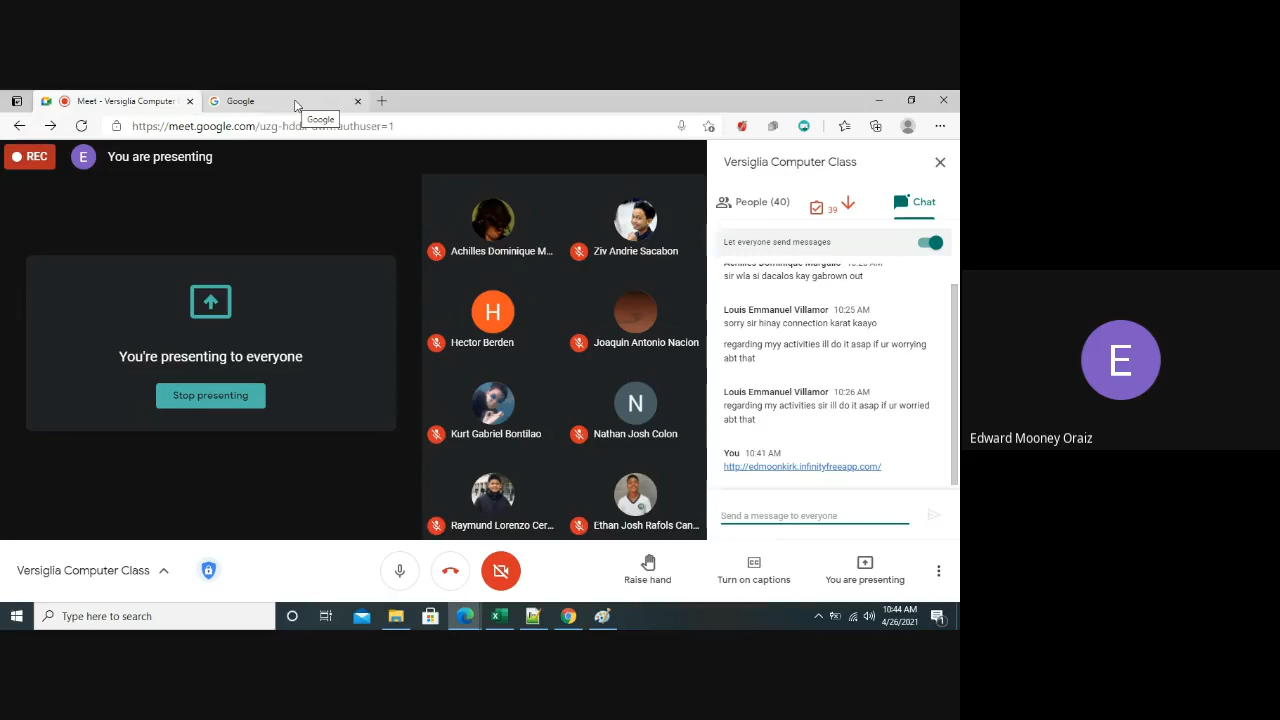 Meet - Versiglia Computer
Google
Google
https://meet.google.com/uzg-hdd
authuser=1
REC
E
You are presenting
Versiglia Computer Class
People (40)
39
Chat
Let everyone send messages
You're presenting to everyone
Stop presenting
Achilles Dominique M...
Ziv Andrie Sacabon
H
Hector Berden
Joaquin Antonio Nacion
Kurt Gabriel Bontilao
N
Nathan Josh Colon
Raymund Lorenzo Cer...
Ethan Josh Rafols Can...
sir wla si dacalos kay gabrown out
Louis Emmanuel Villamor 10:25 AM
sorry sir hinay connection karat kaayo
regarding myy activities ill do it asap if ur worrying
abt that
Louis Emmanuel Villamor 10:26 AM
regarding my activities sir ill do it asap if ur worried
abt that
You 10:41 AM
http://edmoonkirk.infinityfreeapp.com/
Send a message to everyone
Versiglia Computer Class
Raise hand
CC
Turn on captions
You are presenting
Type here to search
10:44 AM
4/26/2021
1
E
Edward Mooney Oraiz